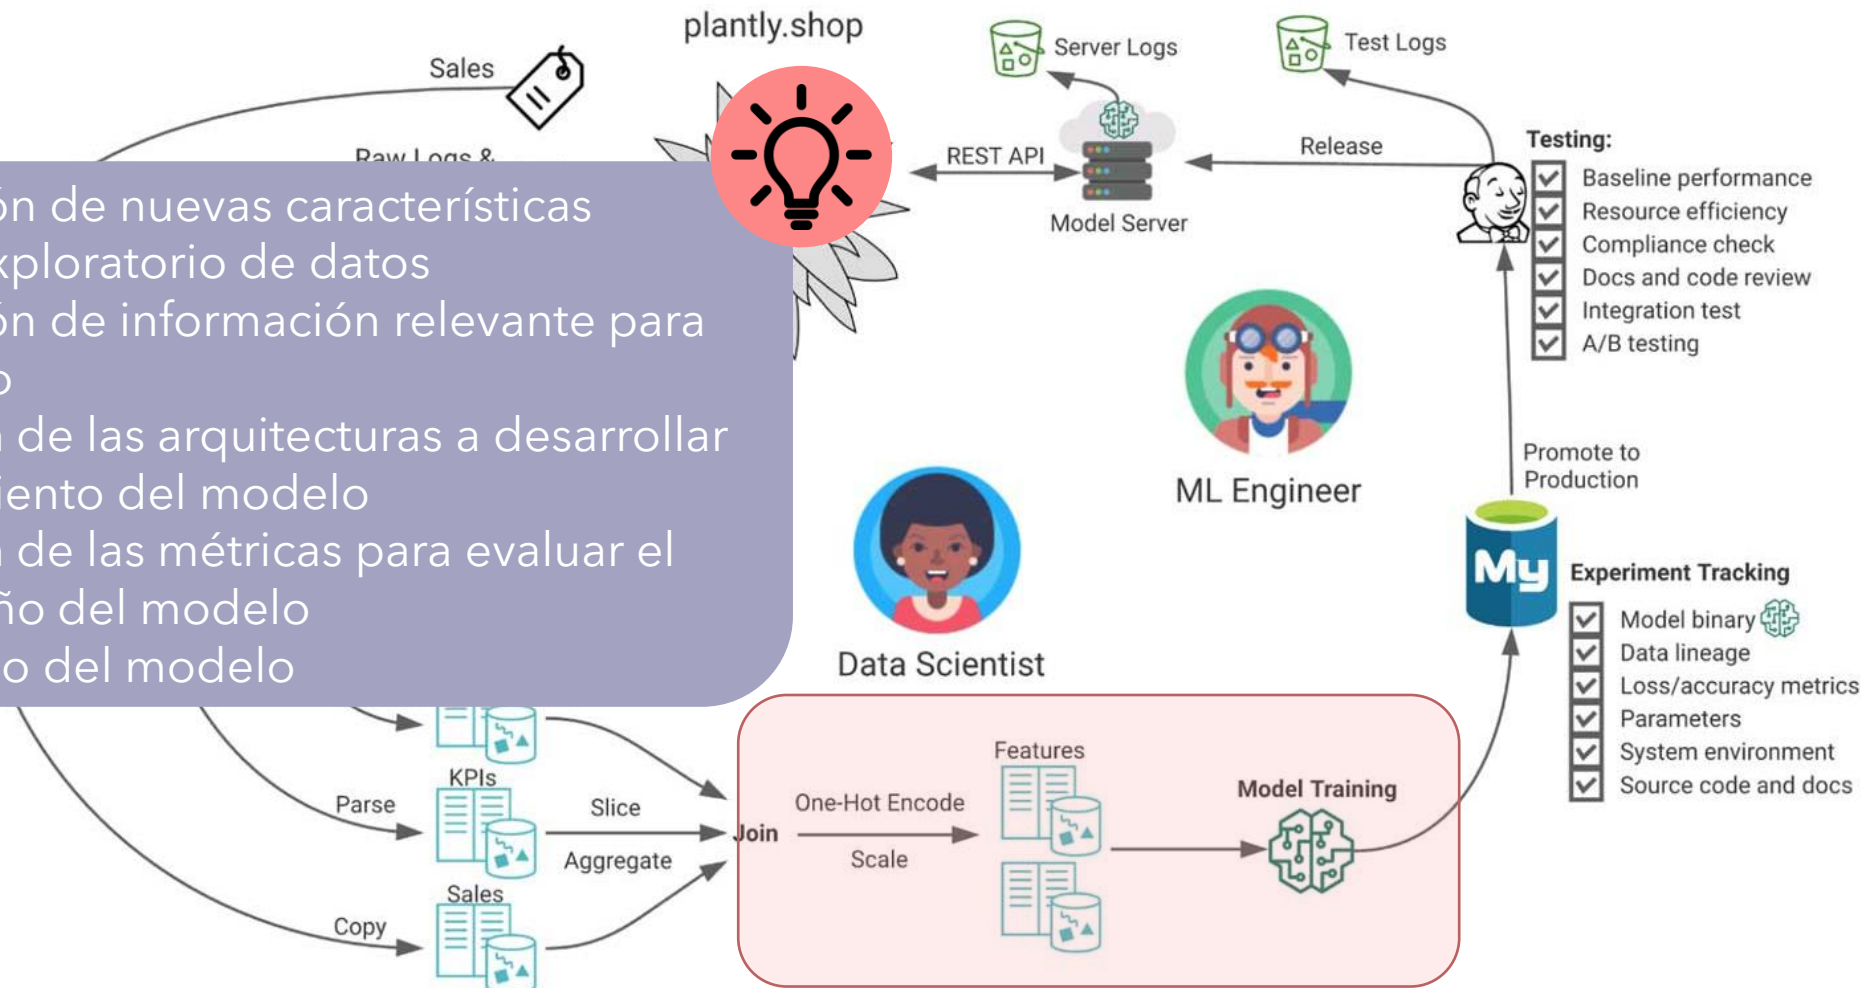 plantly.shop
Sales
Raw Logs &
Server Logs
Test Logs
REST API
Release
Model Server
Testing:
Baseline performance
Resource efficiency
Compliance check
Docs and code review
Integration test
A/B testing
ón de nuevas características
xploratorio de datos
ón de información relevante para
o
de las arquitecturas a desarrollar
iento del modelo
de las métricas para evaluar el
ño del modelo
o del modelo
ML Engineer
Data Scientist
Promote to
Production
My
Experiment Tracking
Model binary
Data lineage
Loss/accuracy metrics
Parameters
System environment
Source code and docs
KPIs
Parse
Slice
Aggregate
Sales
Copy
Join
One-Hot Encode
Scale
Features
Model Training